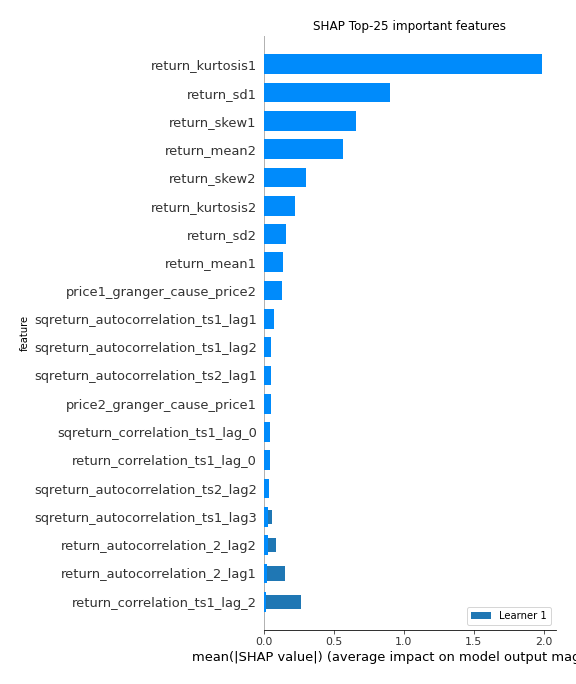 SHAP Top-25 important features
return_kurtosis1
return_sd1
return_skew1
return_mean2
return_skew2
return_kurtosis2
return_sd2
return_mean1
price1_granger_cause_price2
sqreturn_autocorrelation_ts1_lag1
sqreturn_autocorrelation_ts1_lag2
sqreturn_autocorrelation_ts2_lag1
price2_granger_cause_price1
sqreturn_correlation_ts1_lag_0
return_correlation_ts1_lag_0
sqreturn_autocorrelation_ts2_lag2
sqreturn_autocorrelation_ts1_lag3
return_autocorrelation_2_lag2
return_autocorrelation_2_lag1
return_correlation_ts1_lag_2
feature
Learner 1
0.0 0.5 1.0 1.5 2.0
mean(|SHAP value|) (average impact on model output mag